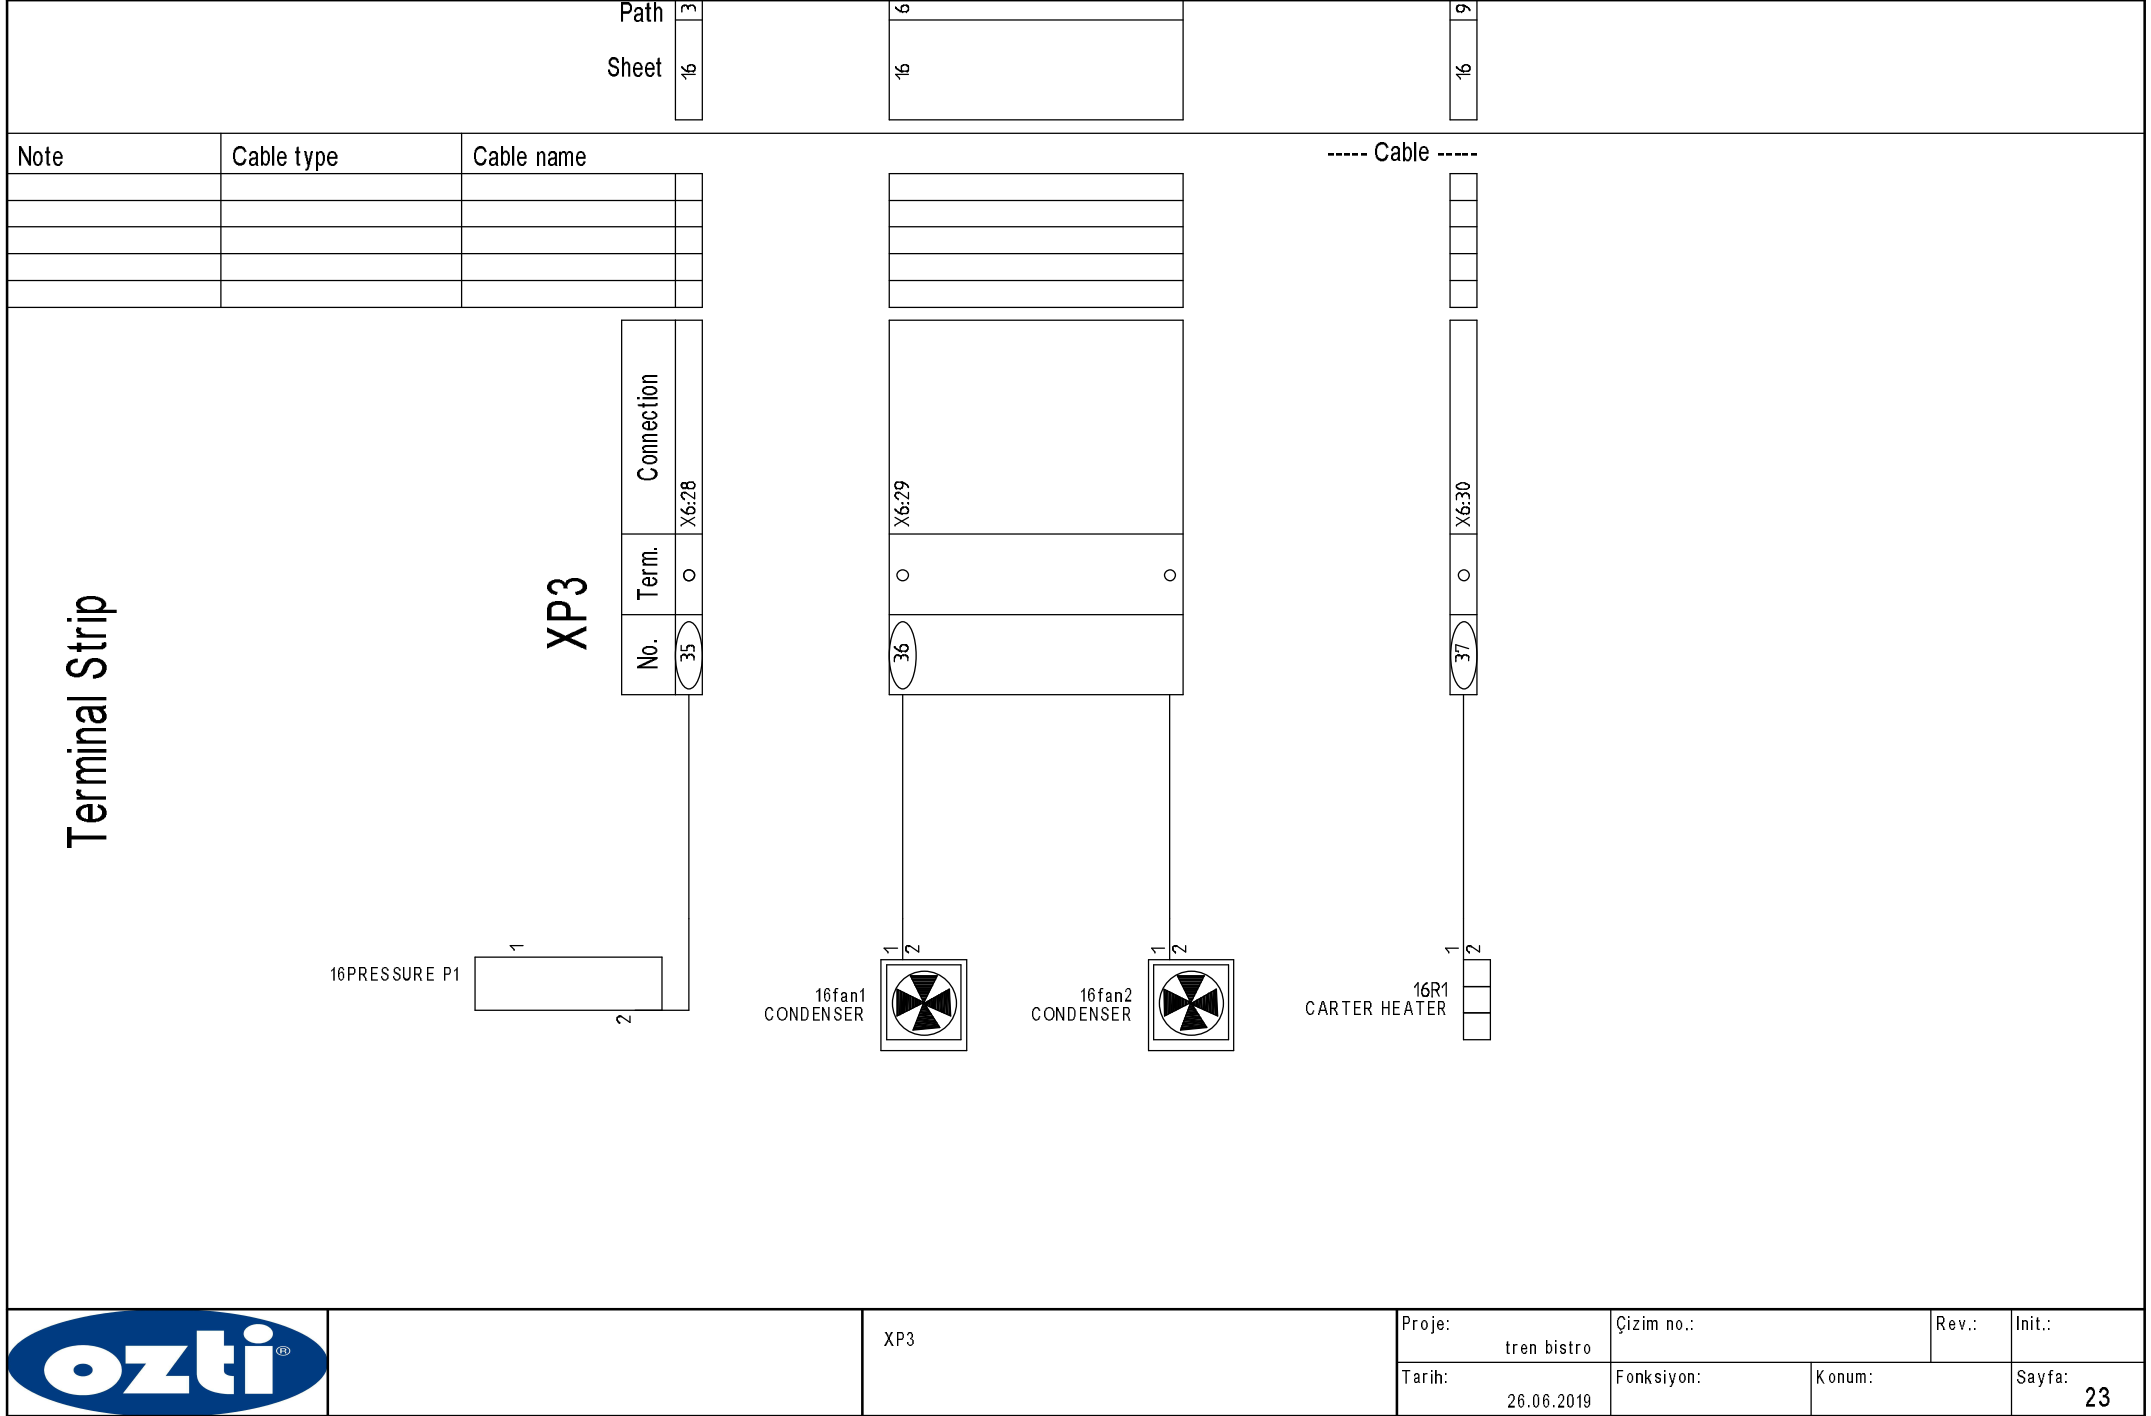 Path 3 6 9
Sheet 16 16 16
Note Cable type Cable name ----- Cable -----
Connection X6:28 X6:29 X6:30
Term.
No. 35 36 37
XP3
Terminal Strip
1 1 2 1 2 1 2
16PRESSURE P1
2
16fan1
CONDENSER
16fan2
CONDENSER
16R1
CARTER HEATER
ozti®
XP3
Proje: tren bistro
Çizim no.:
Rev.:
Init.:
Tarih: 26.06.2019
Fonksiyon:
Konum:
Sayfa: 23